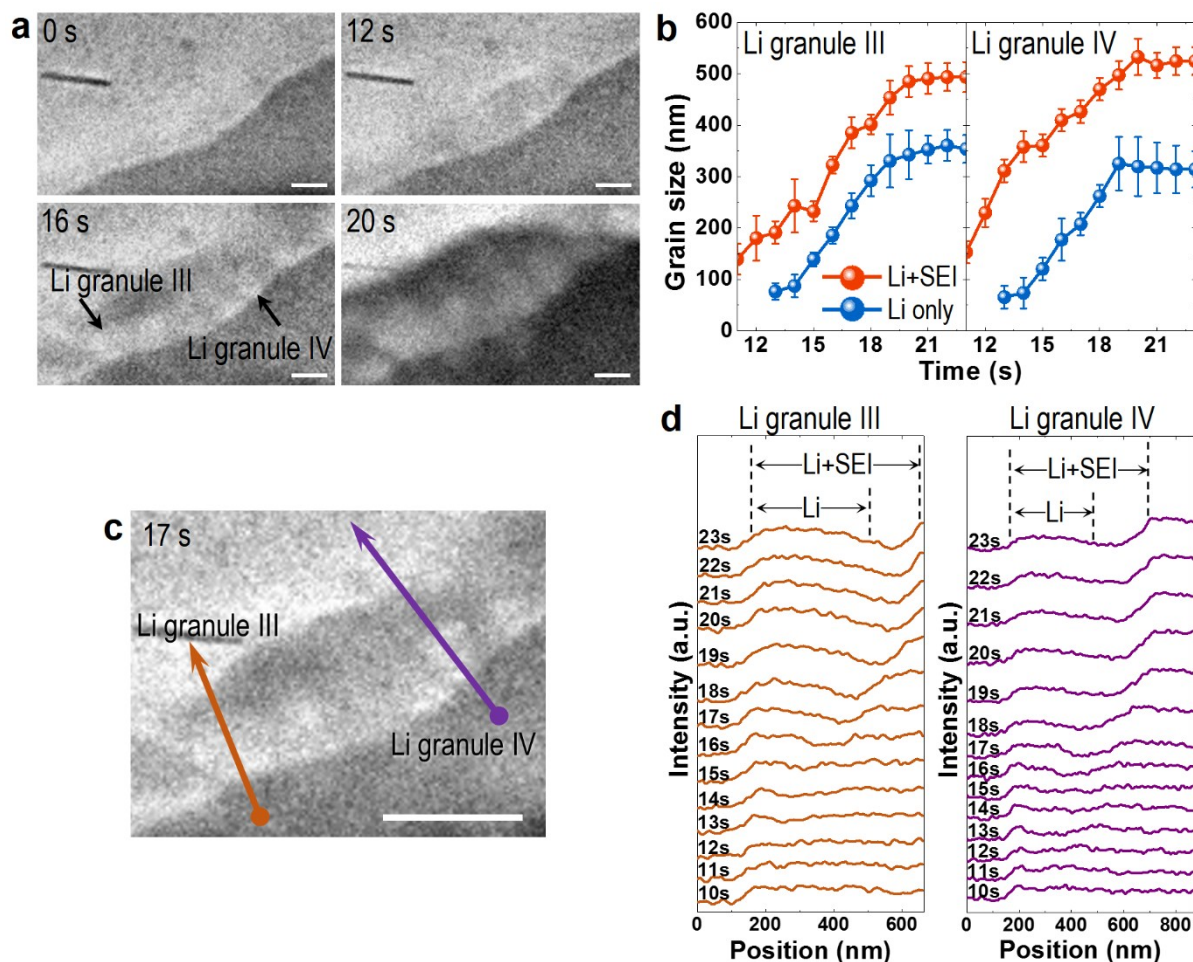 a
0 s
12 s
16 s
Li granule III
Li granule IV
20 s
b
Li granule III
Li granule IV
Grain size (nm)
600
500
400
300
200
100
0
Li+SEI
Li only
12
15
18
21
12
15
18
21
Time (s)
c
17 s
Li granule III
Li granule IV
d
Li granule III
Li+SEI
Li
Intensity (a.u.)
23s
22s
21s
20s
19s
18s
17s
16s
15s
14s
13s
12s
11s
10s
0
200
400
600
Position (nm)
Li granule IV
Li+SEI
Li
Intensity (a.u.)
23s
22s
21s
20s
19s
18s
17s
16s
15s
14s
13s
12s
11s
10s
0
200
400
600
800
Position (nm)